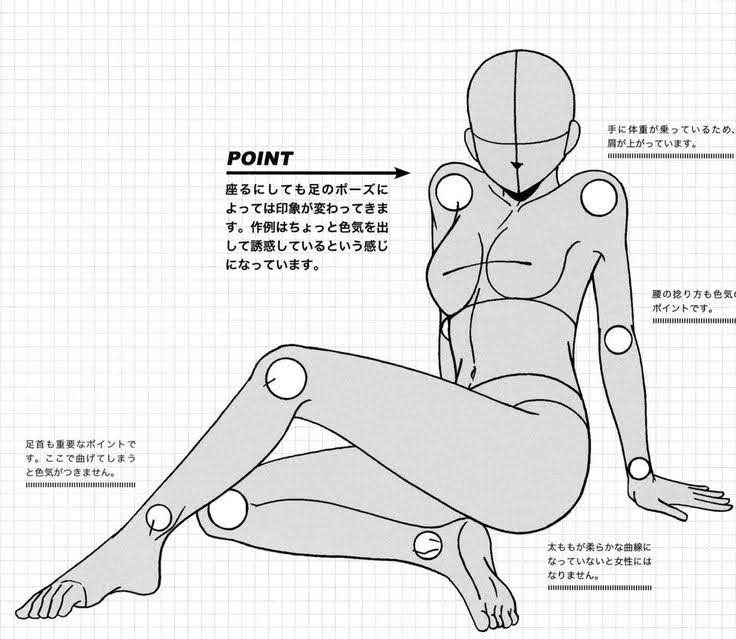 POINT
座るにしても足のポーズに
よっては印象が変わってきま
す。作例はちょっと色気を出
して誘惑しているという感じ
になっています。
手に体重が乗っているため、
肩が上がっています。
腰の捻り方も色気の
ポイントです。
足首も重要なポイントで
す。ここで曲げてしまう
と色気がつきません。
太ももが柔らかな曲線に
なっていないと女性には
なりません。